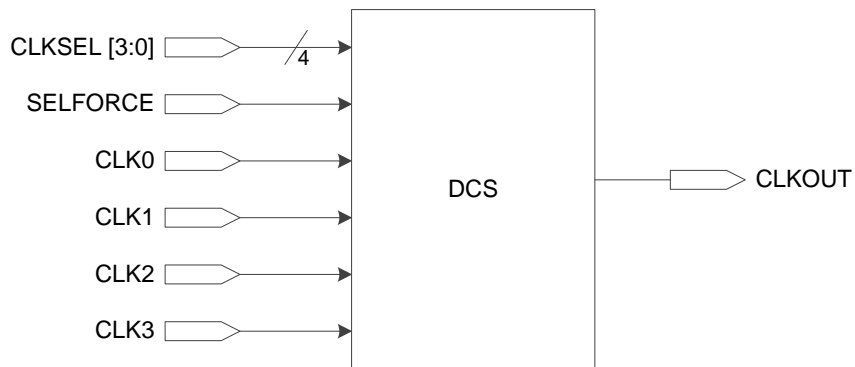 CLKSEL [3:0]
4
SELFORCE
CLK0
CLK1
DCS
CLKOUT
CLK2
CLK3